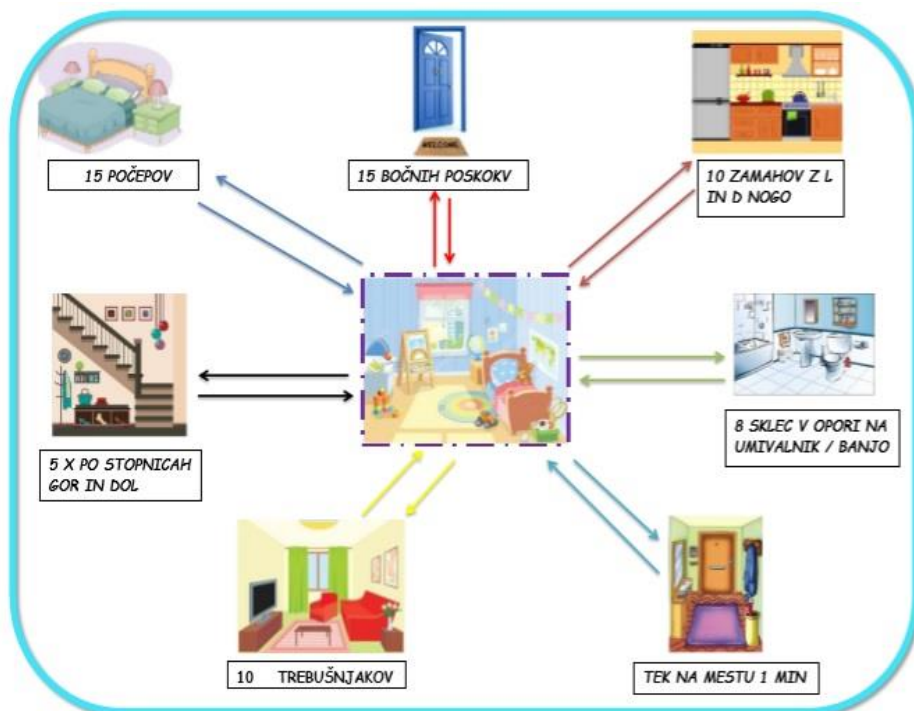 WELCOME
15 POČEPOV
15 BOČNIH POSKOKV
10 ZAMAHOV Z L
IN D NOGO
5 X PO STOPNICAH
GOR IN DOL
8 SKLEC V OPORI NA
UMIVALNIK / BANJO
10 TREBUŠNJAKOV
TEK NA MESTU 1 MIN